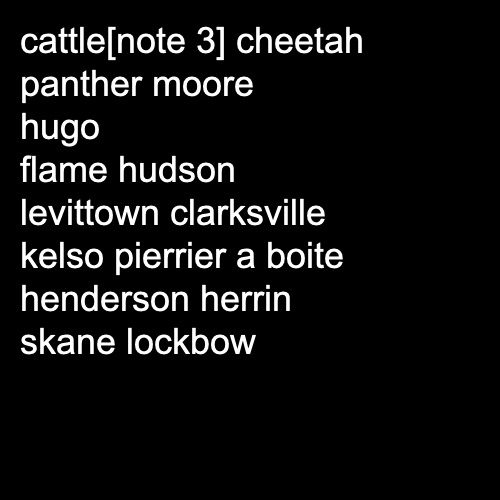 cattle[note 3] cheetah
panther moore
hugo
flame hudson
levittown clarksville
kelso pierrier a boite
henderson herrin
skane lockbow